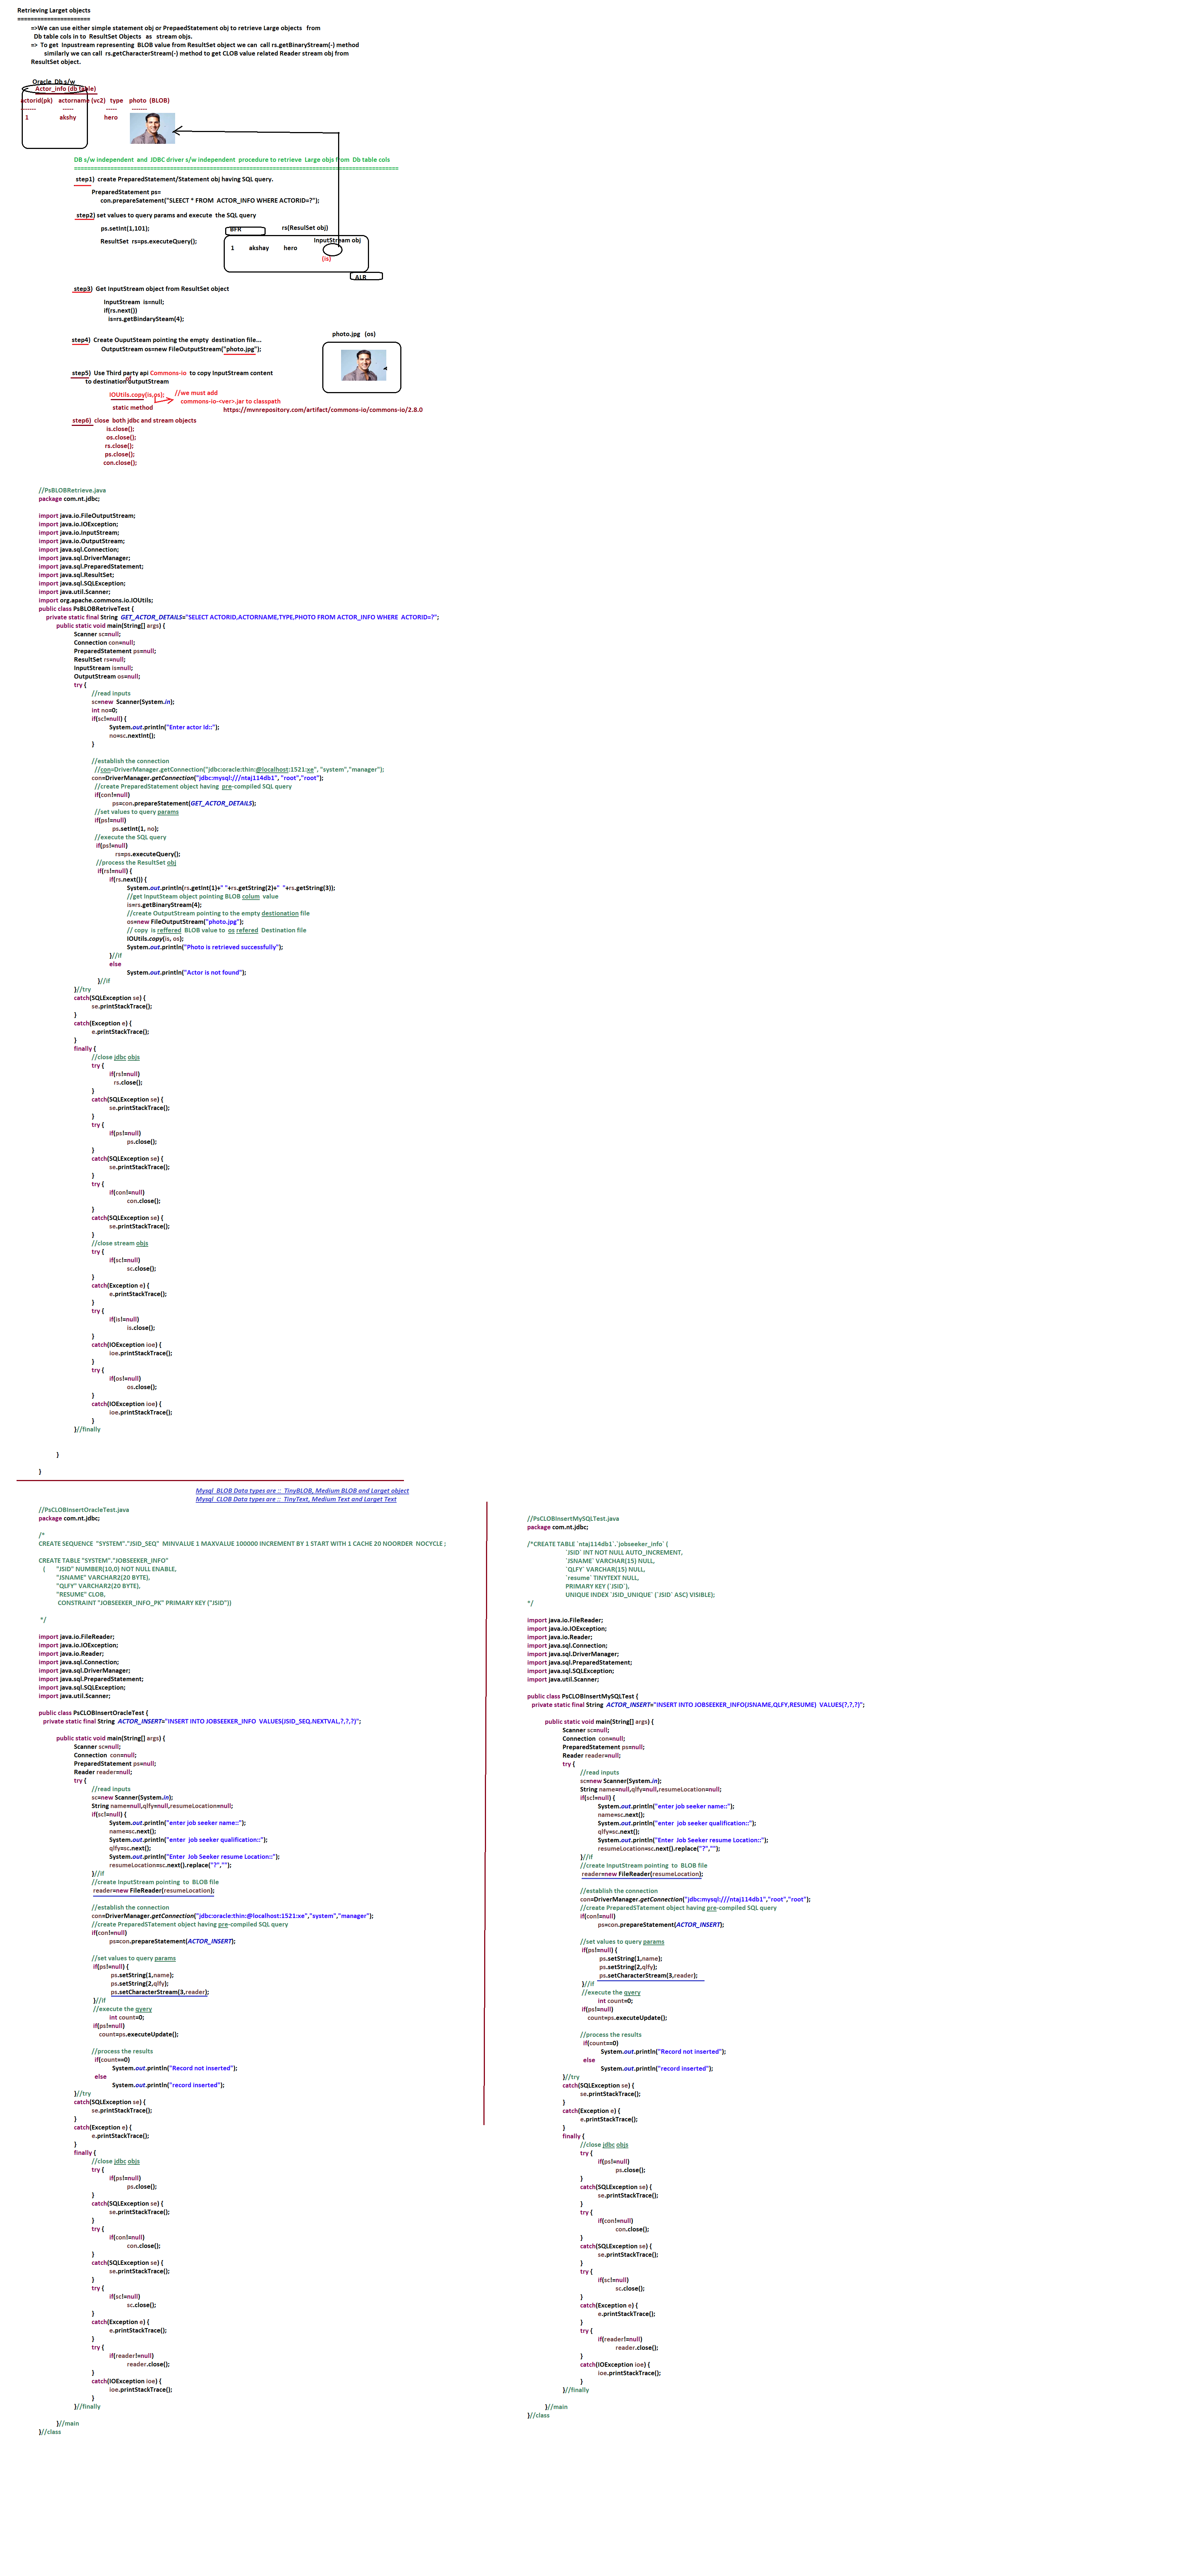 Retrieving Larget objects
======================
=>We can use either simple statement obj or PrepaedStatement obj to retrieve Large objects   from
Db table cols in to  ResultSet Objects   as   stream objs.
=>  To get  Inpustream representing  BLOB value from ResultSet object we can  call rs.getBinaryStream(-) method
similarly we can call  rs.getCharacterStream(-) method to get CLOB value related Reader stream obj from
ResultSet object.
Oracle  Db s/w
Actor_info (db table)
actorid(pk)    actorname (vc2)   type    photo  (BLOB)
-------  -----  -----  -------
1  akshy  hero
DB s/w independent  and  JDBC driver s/w independent  procedure to retrieve  Large objs from  Db table cols
====================================================================================
step1)  create PreparedStatement/Statement obj having SQL query.
PreparedStatement ps=
con.prepareSatement("SLEECT * FROM  ACTOR_INFO WHERE ACTORID=?");
step2) set values to query params and execute  the SQL query
ps.setInt(1,101);
BFR
rs(ResulSet obj)
ResultSet  rs=ps.executeQuery();
InputStream obj
1  akshay  hero
(is)
ALR
step3)  Get InputStream object from ResultSet object
InputStream  is=null;
if(rs.next())
is=rs.getBindarySteam(4);
photo.jpg   (os)
step4)  Create OuputSteam pointing the empty  destination file...
OutputStream os=new FileOutputStream("photo.jpg");
step5)  Use Third party api Commons-io  to copy InputStream content
of
to destination outputStream
IOUtils.copy(is,os);
//we must add
commons-io-<ver>.jar to classpath
static method
https://mvnrepository.com/artifact/commons-io/commons-io/2.8.0
step6)  close  both jdbc and stream objects
is.close();
os.close();
rs.close();
ps.close();
con.close();
//PsBLOBRetrieve.java
package com.nt.jdbc;
import java.io.FileOutputStream;
import java.io.IOException;
import java.io.InputStream;
import java.io.OutputStream;
import java.sql.Connection;
import java.sql.DriverManager;
import java.sql.PreparedStatement;
import java.sql.ResultSet;
import java.sql.SQLException;
import java.util.Scanner;
import org.apache.commons.io.IOUtils;
public class PsBLOBRetriveTest {
private static final String  GET_ACTOR_DETAILS="SELECT ACTORID,ACTORNAME,TYPE,PHOTO FROM ACTOR_INFO WHERE  ACTORID=?";
public static void main(String[] args) {
Scanner sc=null;
Connection con=null;
PreparedStatement ps=null;
ResultSet rs=null;
InputStream is=null;
OutputStream os=null;
try {
//read inputs
sc=new  Scanner(System.in);
int no=0;
if(sc!=null) {
System.out.println("Enter actor Id::");
no=sc.nextInt();
}
//establish the connection
//con=DriverManager.getConnection("jdbc:oracle:thin:@localhost:1521:xe", "system","manager");
con=DriverManager.getConnection("jdbc:mysql:///ntaj114db1", "root","root");
//create PreparedStatement object having  pre-compiled SQL query
if(con!=null)
ps=con.prepareStatement(GET_ACTOR_DETAILS);
//set values to query params
if(ps!=null)
ps.setInt(1, no);
//execute the SQL query
if(ps!=null)
rs=ps.executeQuery();
//process the ResultSet obj
if(rs!=null) {
if(rs.next()) {
System.out.println(rs.getInt(1)+" "+rs.getString(2)+"  "+rs.getString(3));
//get InputSteam object pointing BLOB colum  value
is=rs.getBinaryStream(4);
//create OutputStream pointing to the empty destionation file
os=new FileOutputStream("photo.jpg");
// copy  is reffered  BLOB value to  os refered  Destination file
IOUtils.copy(is, os);
System.out.println("Photo is retrieved successfully");
}//if
else
System.out.println("Actor is not found");
}//if
}//try
catch(SQLException se) {
se.printStackTrace();
}
catch(Exception e) {
e.printStackTrace();
}
finally {
//close jdbc objs
try {
if(rs!=null)
rs.close();
}
catch(SQLException se) {
se.printStackTrace();
}
try {
if(ps!=null)
ps.close();
}
catch(SQLException se) {
se.printStackTrace();
}
try {
if(con!=null)
con.close();
}
catch(SQLException se) {
se.printStackTrace();
}
//close stream objs
try {
if(sc!=null)
sc.close();
}
catch(Exception e) {
e.printStackTrace();
}
try {
if(is!=null)
is.close();
}
catch(IOException ioe) {
ioe.printStackTrace();
}
try {
if(os!=null)
os.close();
}
catch(IOException ioe) {
ioe.printStackTrace();
}
}//finally
}
}
Mysql  BLOB Data types are ::  TinyBLOB, Medium BLOB and Larget object
Mysql  CLOB Data types are ::  TinyText, Medium Text and Larget Text
//PsCLOBInsertOracleTest.java
package com.nt.jdbc;
/*
CREATE SEQUENCE  "SYSTEM"."JSID_SEQ"  MINVALUE 1 MAXVALUE 100000 INCREMENT BY 1 START WITH 1 CACHE 20 NOORDER  NOCYCLE ;
CREATE TABLE "SYSTEM"."JOBSEEKER_INFO"
(  "JSID" NUMBER(10,0) NOT NULL ENABLE,
"JSNAME" VARCHAR2(20 BYTE),
"QLFY" VARCHAR2(20 BYTE),
"RESUME" CLOB,
CONSTRAINT "JOBSEEKER_INFO_PK" PRIMARY KEY ("JSID"))
*/
import java.io.FileReader;
import java.io.IOException;
import java.io.Reader;
import java.sql.Connection;
import java.sql.DriverManager;
import java.sql.PreparedStatement;
import java.sql.SQLException;
import java.util.Scanner;
public class PsCLOBInsertOracleTest {
private static final String  ACTOR_INSERT="INSERT INTO JOBSEEKER_INFO  VALUES(JSID_SEQ.NEXTVAL,?,?,?)";
public static void main(String[] args) {
Scanner sc=null;
Connection  con=null;
PreparedStatement ps=null;
Reader reader=null;
try {
//read inputs
sc=new Scanner(System.in);
String name=null,qlfy=null,resumeLocation=null;
if(sc!=null) {
System.out.println("enter job seeker name::");
name=sc.next();
System.out.println("enter  job seeker qualification::");
qlfy=sc.next();
System.out.println("Enter  Job Seeker resume Location::");
resumeLocation=sc.next().replace("?","");
}//if
//create InputStream pointing  to  BLOB file
reader=new FileReader(resumeLocation);
//establish the connection
con=DriverManager.getConnection("jdbc:oracle:thin:@localhost:1521:xe","system","manager");
//create PreparedSTatement object having pre-compiled SQL query
if(con!=null)
ps=con.prepareStatement(ACTOR_INSERT);
//set values to query params
if(ps!=null) {
ps.setString(1,name);
ps.setString(2,qlfy);
ps.setCharacterStream(3,reader);
}//if
//execute the qyery
int count=0;
if(ps!=null)
count=ps.executeUpdate();
//process the results
if(count==0)
System.out.println("Record not inserted");
else
System.out.println("record inserted");
}//try
catch(SQLException se) {
se.printStackTrace();
}
catch(Exception e) {
e.printStackTrace();
}
finally {
//close jdbc objs
try {
if(ps!=null)
ps.close();
}
catch(SQLException se) {
se.printStackTrace();
}
try {
if(con!=null)
con.close();
}
catch(SQLException se) {
se.printStackTrace();
}
try {
if(sc!=null)
sc.close();
}
catch(Exception e) {
e.printStackTrace();
}
try {
if(reader!=null)
reader.close();
}
catch(IOException ioe) {
ioe.printStackTrace();
}
}//finally
}//main
}//class
//PsCLOBInsertMySQLTest.java
package com.nt.jdbc;
/*CREATE TABLE `ntaj114db1`.`jobseeker_info` (
`JSID` INT NOT NULL AUTO_INCREMENT,
`JSNAME` VARCHAR(15) NULL,
`QLFY` VARCHAR(15) NULL,
`resume` TINYTEXT NULL,
PRIMARY KEY (`JSID`),
UNIQUE INDEX `JSID_UNIQUE` (`JSID` ASC) VISIBLE);
*/
import java.io.FileReader;
import java.io.IOException;
import java.io.Reader;
import java.sql.Connection;
import java.sql.DriverManager;
import java.sql.PreparedStatement;
import java.sql.SQLException;
import java.util.Scanner;
public class PsCLOBInsertMySQLTest {
private static final String  ACTOR_INSERT="INSERT INTO JOBSEEKER_INFO(JSNAME,QLFY,RESUME)  VALUES(?,?,?)";
public static void main(String[] args) {
Scanner sc=null;
Connection  con=null;
PreparedStatement ps=null;
Reader reader=null;
try {
//read inputs
sc=new Scanner(System.in);
String name=null,qlfy=null,resumeLocation=null;
if(sc!=null) {
System.out.println("enter job seeker name::");
name=sc.next();
System.out.println("enter  job seeker qualification::");
qlfy=sc.next();
System.out.println("Enter  Job Seeker resume Location::");
resumeLocation=sc.next().replace("?","");
}//if
//create InputStream pointing  to  BLOB file
reader=new FileReader(resumeLocation);
//establish the connection
con=DriverManager.getConnection("jdbc:mysql:///ntaj114db1","root","root");
//create PreparedSTatement object having pre-compiled SQL query
if(con!=null)
ps=con.prepareStatement(ACTOR_INSERT);
//set values to query params
if(ps!=null) {
ps.setString(1,name);
ps.setString(2,qlfy);
ps.setCharacterStream(3,reader);
}//if
//execute the qyery
int count=0;
if(ps!=null)
count=ps.executeUpdate();
//process the results
if(count==0)
System.out.println("Record not inserted");
else
System.out.println("record inserted");
}//try
catch(SQLException se) {
se.printStackTrace();
}
catch(Exception e) {
e.printStackTrace();
}
finally {
//close jdbc objs
try {
if(ps!=null)
ps.close();
}
catch(SQLException se) {
se.printStackTrace();
}
try {
if(con!=null)
con.close();
}
catch(SQLException se) {
se.printStackTrace();
}
try {
if(sc!=null)
sc.close();
}
catch(Exception e) {
e.printStackTrace();
}
try {
if(reader!=null)
reader.close();
}
catch(IOException ioe) {
ioe.printStackTrace();
}
}//finally
}//main
}//class